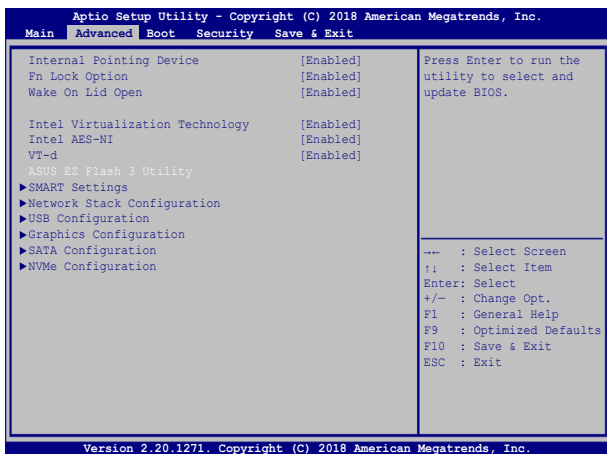 Aptio Setup Utility - Copyright (C) 2018 American Megatrends, Inc.
Main Advanced Boot Security Save & Exit
Internal Pointing Device [Enabled]
Fn Lock Option [Enabled]
Wake On Lid Open [Enabled]
Intel Virtualization Technology [Enabled]
Intel AES-NI [Enabled]
VT-d [Enabled]
ASUS EZ Flash 3 Utility
▶SMART Settings
▶Network Stack Configuration
▶USB Configuration
▶Graphics Configuration
▶SATA Configuration
▶NVMe Configuration
Press Enter to run the
utility to select and
update BIOS.
→← : Select Screen
↑↓ : Select Item
Enter: Select
+/— : Change Opt.
F1 : General Help
F9 : Optimized Defaults
F10 : Save & Exit
ESC : Exit
Version 2.20.1271. Copyright (C) 2018 American Megatrends, Inc.